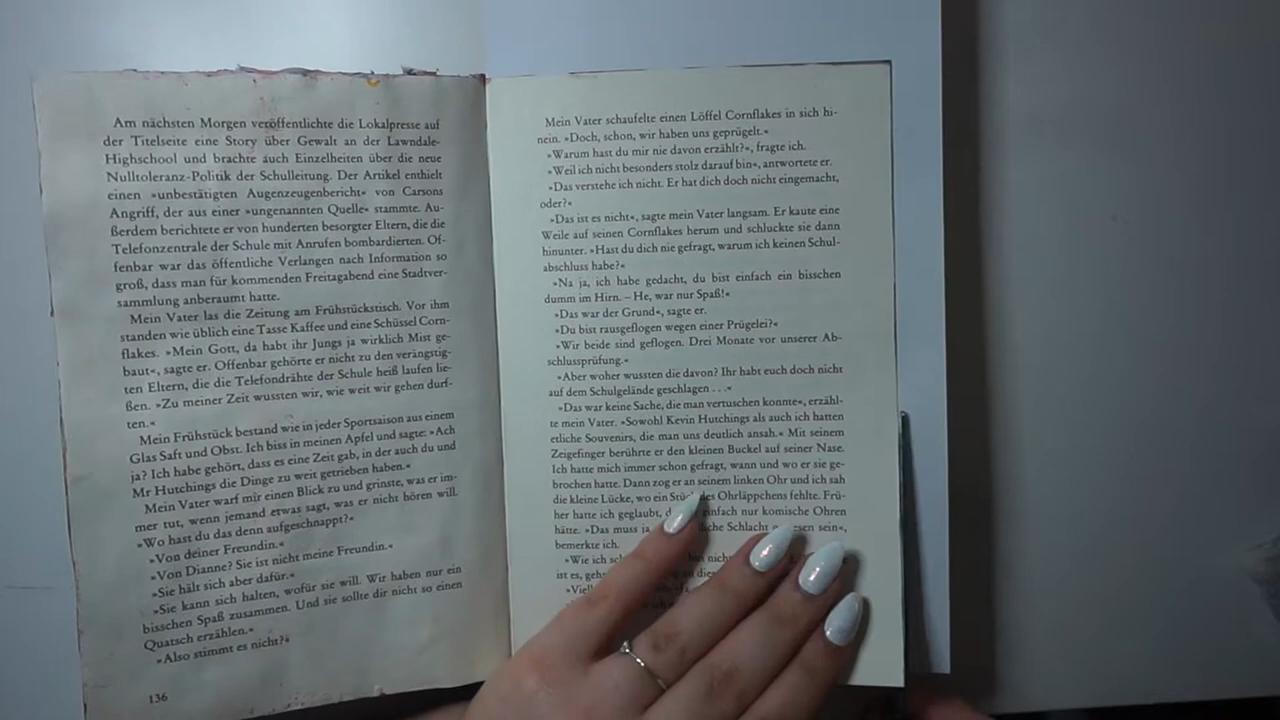 Am nächsten Morgen veröffentlichte die Lokalpresse auf
der Titelseite eine Story über Gewalt an der Lawndale-
Highschool und brachte auch Einzelheiten über die neue
Nulltoleranz-Politik der Schulleitung. Der Artikel enthielt
einen »unbestätigten Augenzeugenbericht« von Carsons
Angriff, der aus einer »ungenannten Quelle« stammte. Au-
ßerdem berichtete er von hunderten besorgter Eltern, die die
Telefonzentrale der Schule mit Anrufen bombardierten. Of-
fenbar war das öffentliche Verlangen nach Information so
groß, dass man für kommenden Freitagabend eine Stadtver-
sammlung anberaumt hatte.
Mein Vater las die Zeitung am Frühstückstisch. Vor ihm
standen wie üblich eine Tasse Kaffee und eine Schüssel Corn-
flakes. »Mein Gott, da habt ihr Jungs ja wirklich Mist ge-
baut«, sagte er. Offenbar gehörte er nicht zu den verängstig-
ten Eltern, die die Telefondrähte der Schule heiß laufen lie-
ßen. »Zu meiner Zeit wussten wir, wie weit wir gehen durf-
ten.«
Mein Frühstück bestand wie in jeder Sportsaison aus einem
Glas Saft und Obst. Ich biss in meinen Apfel und sagte: »Ach
ja? Ich habe gehört, dass es eine Zeit gab, in der auch du und
Mr Hutchings die Dinge zu weit getrieben haben.«
Mein Vater warf mir einen Blick zu und grinste, was er im-
mer tut, wenn jemand etwas sagt, was er nicht hören will.
»Wo hast du das denn aufgeschnappt?«
»Von deiner Freundin.«
»Von Dianne? Sie ist nicht meine Freundin.«
»Sie hält sich aber dafür.«
»Sie kann sich halten, wofür sie will. Wir haben nur ein
bisschen Spaß zusammen. Und sie sollte dir nicht so einen
Quatsch erzählen.«
»Also stimmt es nicht?«
136
Mein Vater schaufelte einen Löffel Cornflakes in sich hi-
nein. »Doch, schon, wir haben uns geprügelt.«
»Warum hast du mir nie davon erzählt?«, fragte ich.
»Weil ich nicht besonders stolz darauf bin«, antwortete er.
»Das verstehe ich nicht. Er hat dich doch nicht eingemacht,
oder?«
»Das ist es nicht«, sagte mein Vater langsam. Er kaute eine
Weile auf seinen Cornflakes herum und schluckte sie dann
hinunter. »Hast du dich nie gefragt, warum ich keinen Schul-
abschluss habe?«
»Na ja, ich habe gedacht, du bist einfach ein bisschen
dumm im Hirn. – He, war nur Spaß!«
»Das war der Grund«, sagte er.
»Du bist rausgeflogen wegen einer Prügelei?«
»Wir beide sind geflogen. Drei Monate vor unserer Ab-
schlussprüfung.«
»Aber woher wussten die davon? Ihr habt euch doch nicht
auf dem Schulgelände geschlagen . . .«
»Das war keine Sache, die man vertuschen konnte«, erzähl-
te mein Vater. »Sowohl Kevin Hutchings als auch ich hatten
etliche Souvenirs, die man uns deutlich ansah.« Mit seinem
Zeigefinger berührte er den kleinen Buckel auf seiner Nase.
Ich hatte mich immer schon gefragt, wann und wo er sie ge-
brochen hatte. Dann zog er an seinem linken Ohr und ich sah
die kleine Lücke, wo ein Stück des Ohrläppchens fehlte. Frü-
her hatte ich geglaubt, einfach nur komische Ohren
hätte. »Das muss ja Schlacht gewesen sein«,
bemerkte ich.
»Wie ich
ist es,